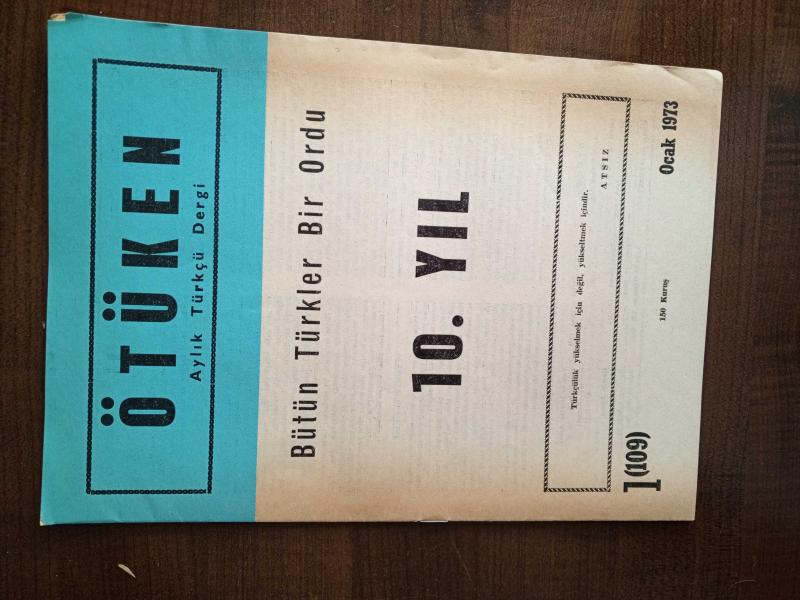 ÖTÜKEN
Aylık Türkçü Dergi
Bütün Türkler Bir Ordu
10. YIL
Türkçülük yükselmek için değil, yükseltmek içindir.
ATSIZ
1(109)
150 Kuruş
Ocak 1973